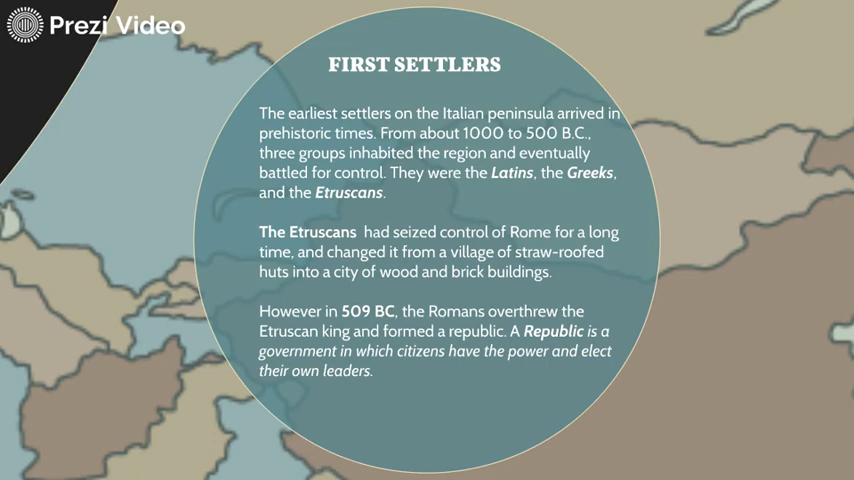 Prezi Video
FIRST SETTLERS
The earliest settlers on the Italian peninsula arrived in
prehistoric times. From about 1000 to 500 B.C.,
three groups inhabited the region and eventually
battled for control. They were the Latins, the Greeks,
and the Etruscans.
The Etruscans had seized control of Rome for a long
time, and changed it from a village of straw-roofed
huts into a city of wood and brick buildings.
However in 509 BC, the Romans overthrew the
Etruscan king and formed a republic. A Republic is a
government in which citizens have the power and elect
their own leaders.